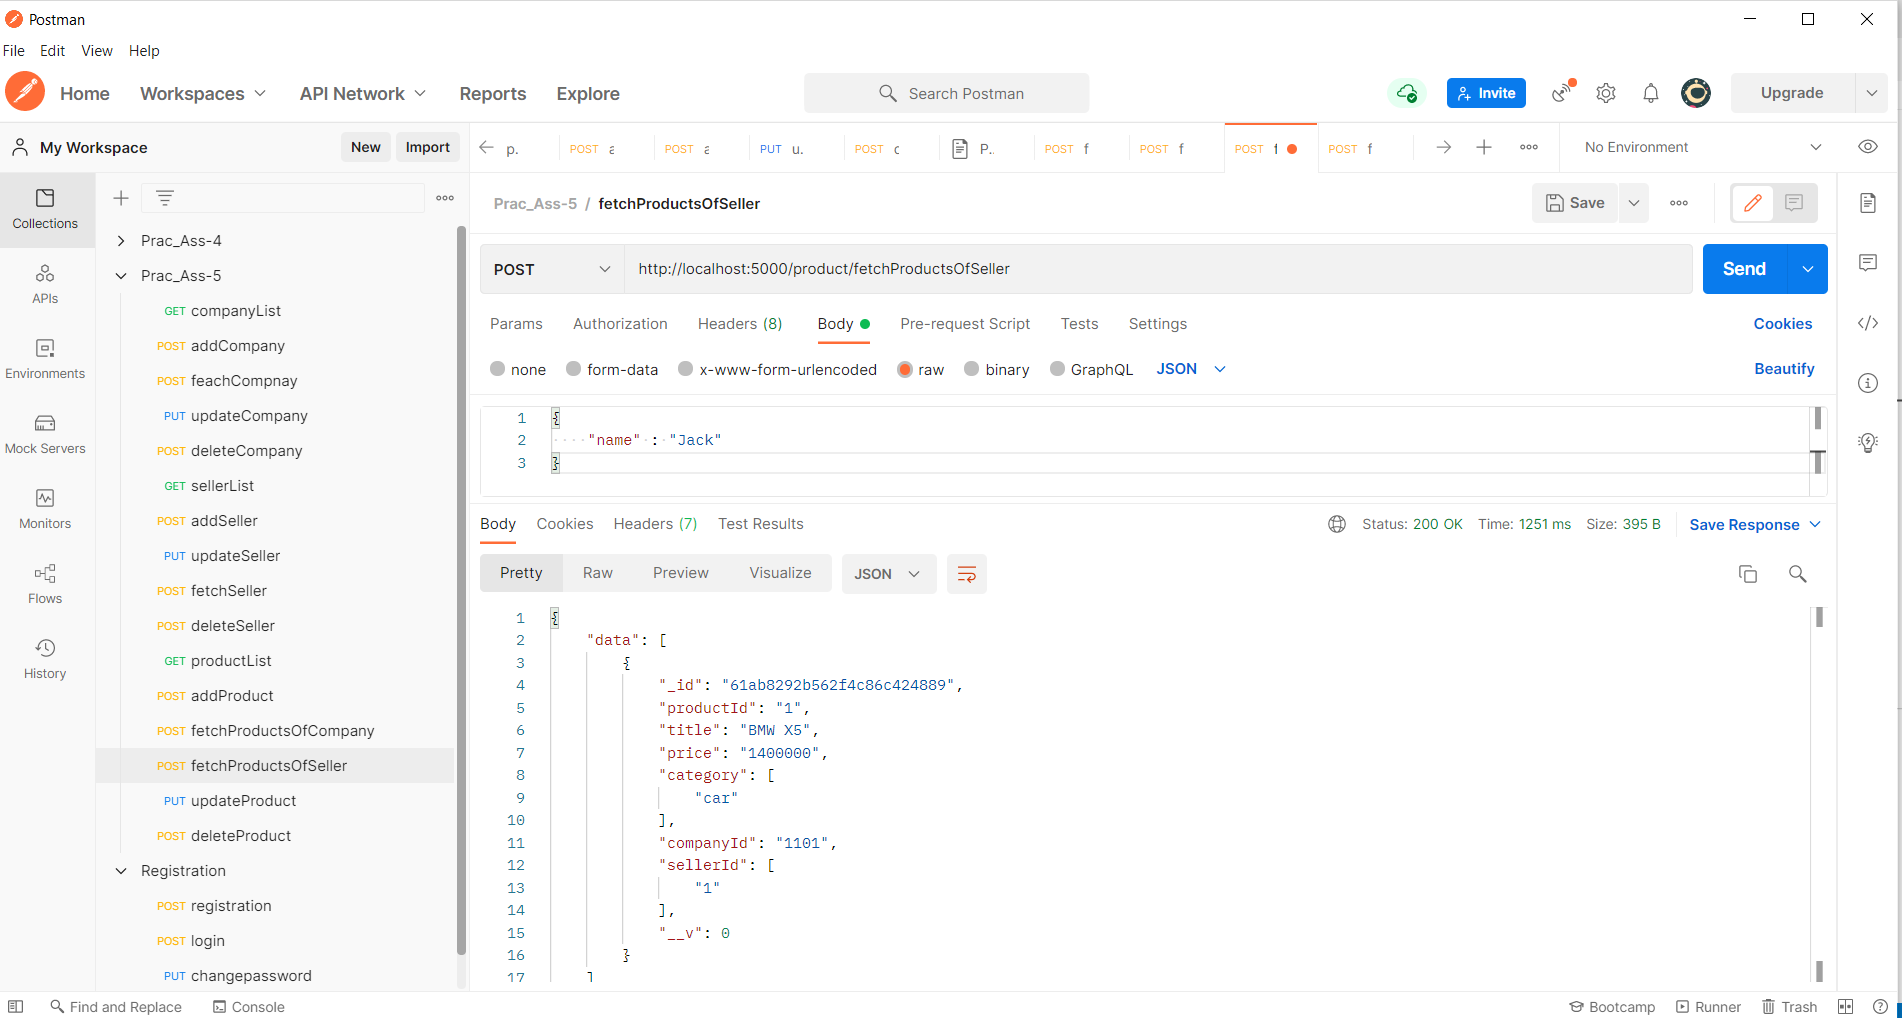 Postman
File Edit View Help
Home Workspaces API Network Reports Explore Search Postman Invite Upgrade
My Workspace New Import
p. POST PUT u. POST c P.. POST f POST f POST f POST f No Environment
Collections
APIs
Environments
Mock Servers
Monitors
Flows
History
Prac_Ass-4
Prac_Ass-5
GET companyList
POST addCompany
POST feachCompnay
PUT updateCompany
POST deleteCompany
GET sellerList
POST addSeller
PUT updateSeller
POST fetchSeller
POST deleteSeller
GET productList
POST addProduct
POST fetchProductsOfCompany
POST fetchProductsOfSeller
PUT updateProduct
POST deleteProduct
Registration
POST registration
POST login
PUT changepassword
Prac_Ass-5 / fetchProductsOfSeller Save
POST http://localhost:5000/product/fetchProductsOfSeller Send
Params Authorization Headers (8) Body Pre-request Script Tests Settings Cookies
none form-data x-www-form-urlencoded raw binary GraphQL JSON Beautify
1 {
2 "name" : "Jack"
3 }
Body Cookies Headers (7) Test Results Status: 200 OK Time: 1251 ms Size: 395 B Save Response
Pretty Raw Preview Visualize JSON
1 {
2 "data": [
3 {
4 "_id": "61ab8292b562f4c86c424889",
5 "productId": "1",
6 "title": "BMW X5",
7 "price": "1400000",
8 "category": [
9 "car"
10 ],
11 "companyId": "1101",
12 "sellerId": [
13 "1"
14 ],
15 "__v": 0
16 }
17 ]
Find and Replace Console Bootcamp Runner Trash